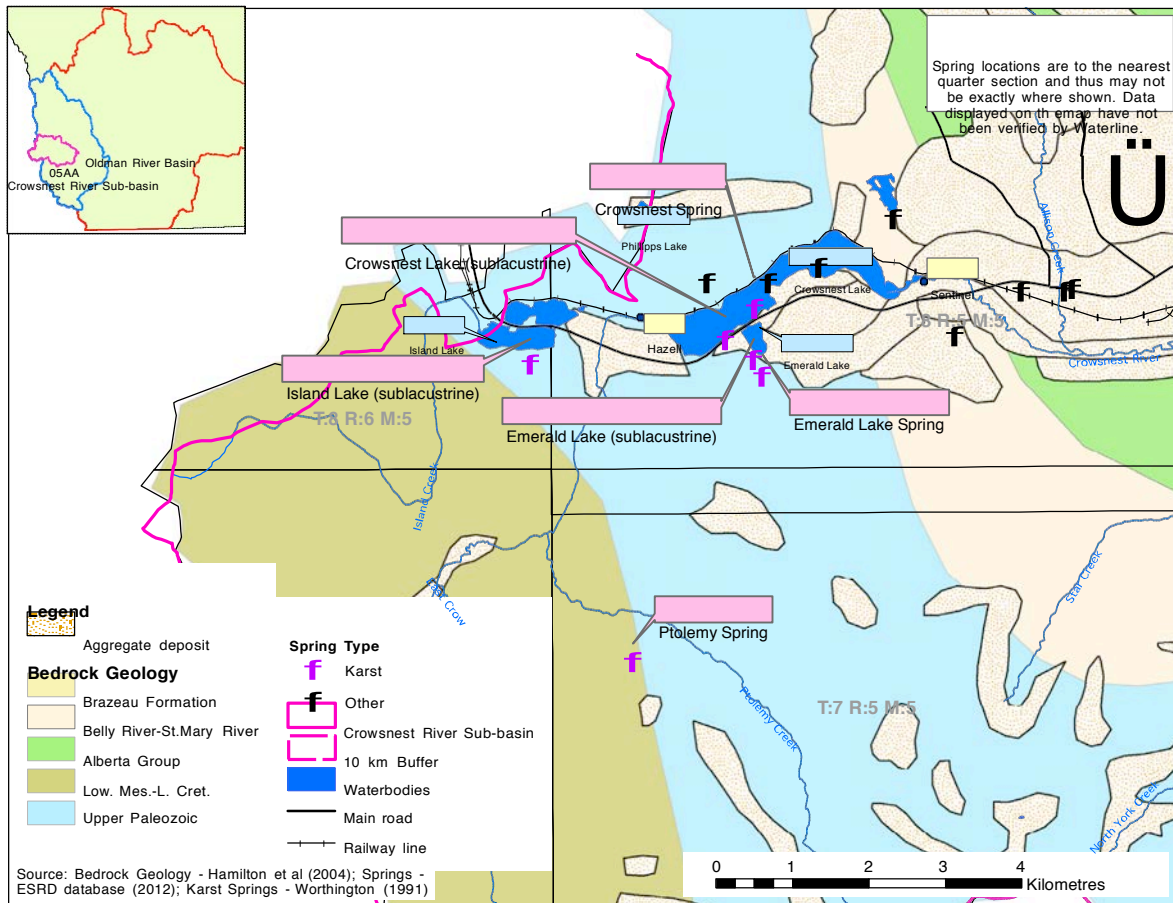 Oldman River Basin
05AA
Crowsnest River Sub-basin
Spring locations are to the nearest
quarter section and thus may not
be exactly where shown. Data
displayed on th emap have not
been verified by Waterline.
Ü
Crowsnest Spring
Phillipps Lake
Crowsnest Lake (sublacustrine)
Allison Creek
Crowsnest Lake
Sentinel
T:8 R:5 M:5
Island Lake
Hazell
Emerald Lake
Crowsnest River
Island Lake (sublacustrine)
T:8 R:6 M:5
Emerald Lake (sublacustrine)
Emerald Lake Spring
Island Creek
East Crow
Star Creek
Ptolemy Spring
Ptolemy Creek
T:7 R:5 M:5
North York Creek
Legend
Aggregate deposit
Bedrock Geology
Brazeau Formation
Belly River-St.Mary River
Alberta Group
Low. Mes.-L. Cret.
Upper Paleozoic
Spring Type
f Karst
f Other
Crowsnest River Sub-basin
10 km Buffer
Waterbodies
Main road
Railway line
Source: Bedrock Geology - Hamilton et al (2004); Springs -
ESRD database (2012); Karst Springs - Worthington (1991)
0 1 2 3 4
Kilometres